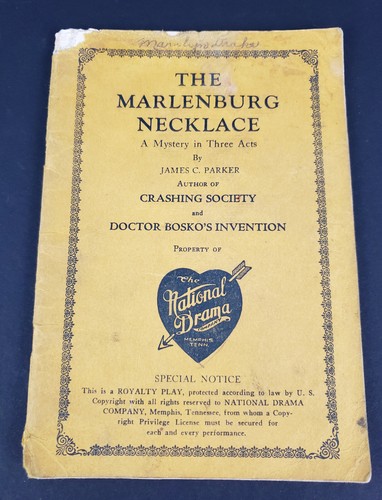 THE
MARLENBURG
NECKLACE
A Mystery in Three Acts
By
JAMES C. PARKER
AUTHOR OF
CRASHING SOCIETY
and
DOCTOR BOSKO'S INVENTION
PROPERTY OF
The
National
Drama
COMPANY
MEMPHIS
TENN.
SPECIAL NOTICE
This is a ROYALTY PLAY, protected according to law by U. S.
Copyright with all rights reserved to NATIONAL DRAMA
COMPANY, Memphis, Tennessee, from whom a Copy-
right Privilege License must be secured for
each and every performance.